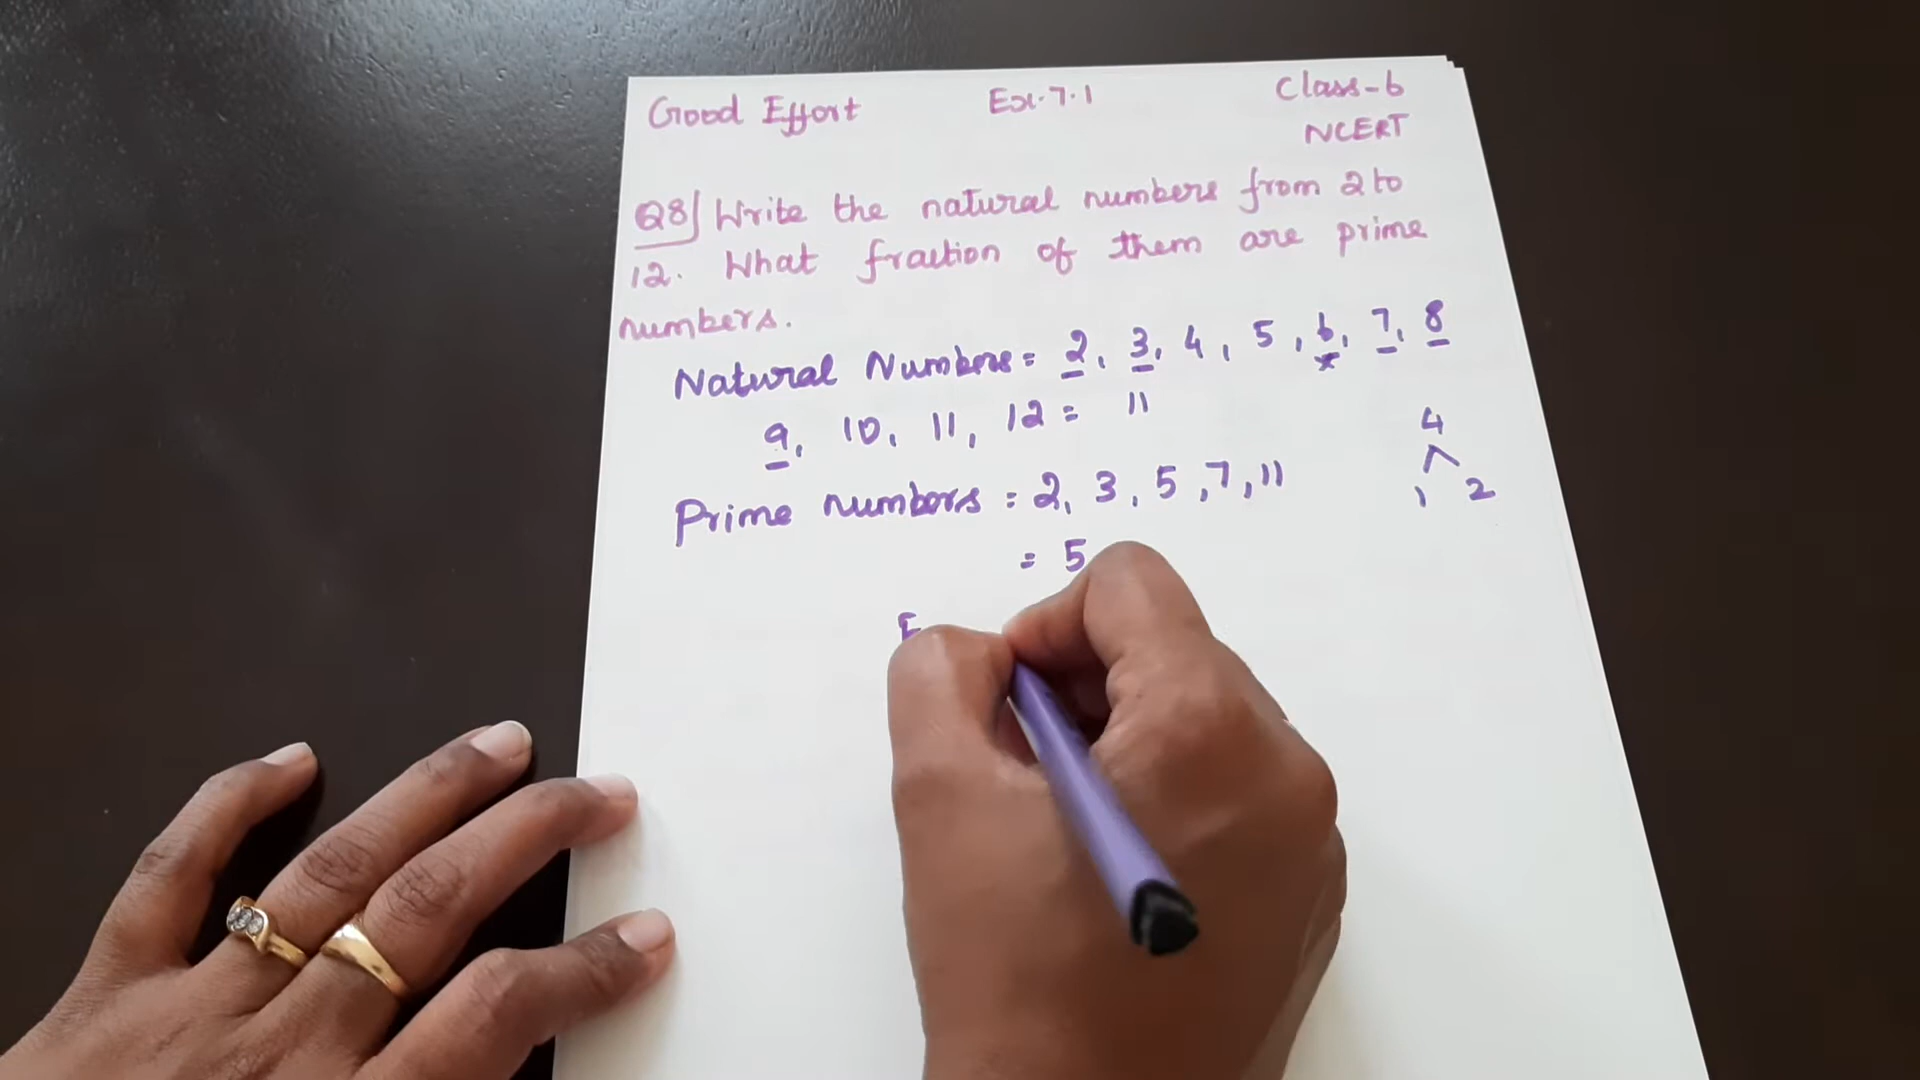 Good Effort Ex.7.1 Class-6
NCERT
Q8) Write the natural numbers from 2 to
12. What fraction of them are prime
numbers.
Natural Numbers = 2, 3, 4, 5, 6, 7, 8
9, 10, 11, 12 = 11
4
1 2
Prime numbers = 2, 3, 5, 7, 11
= 5